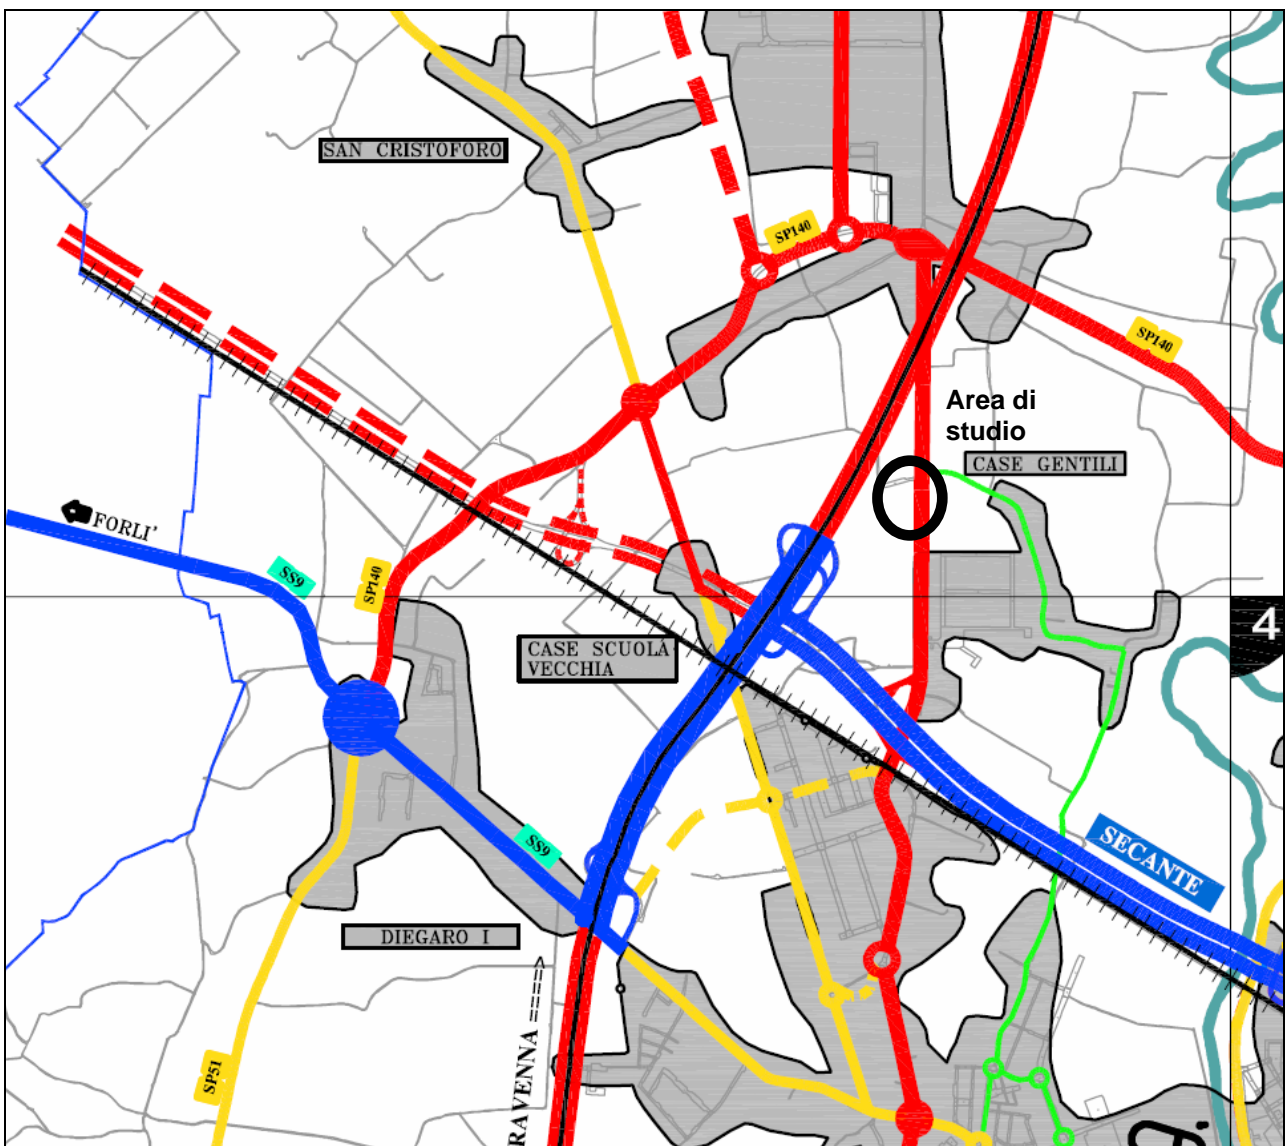 SAN CRISTOFORO
SP140
SP140
Area di
studio
CASE GENTILI
FORLI'
SS9
SP140
4
CASE SCUOLA
VECCHIA
SECANTE
SS9
DIEGARO I
RAVENNA ====>
SP51